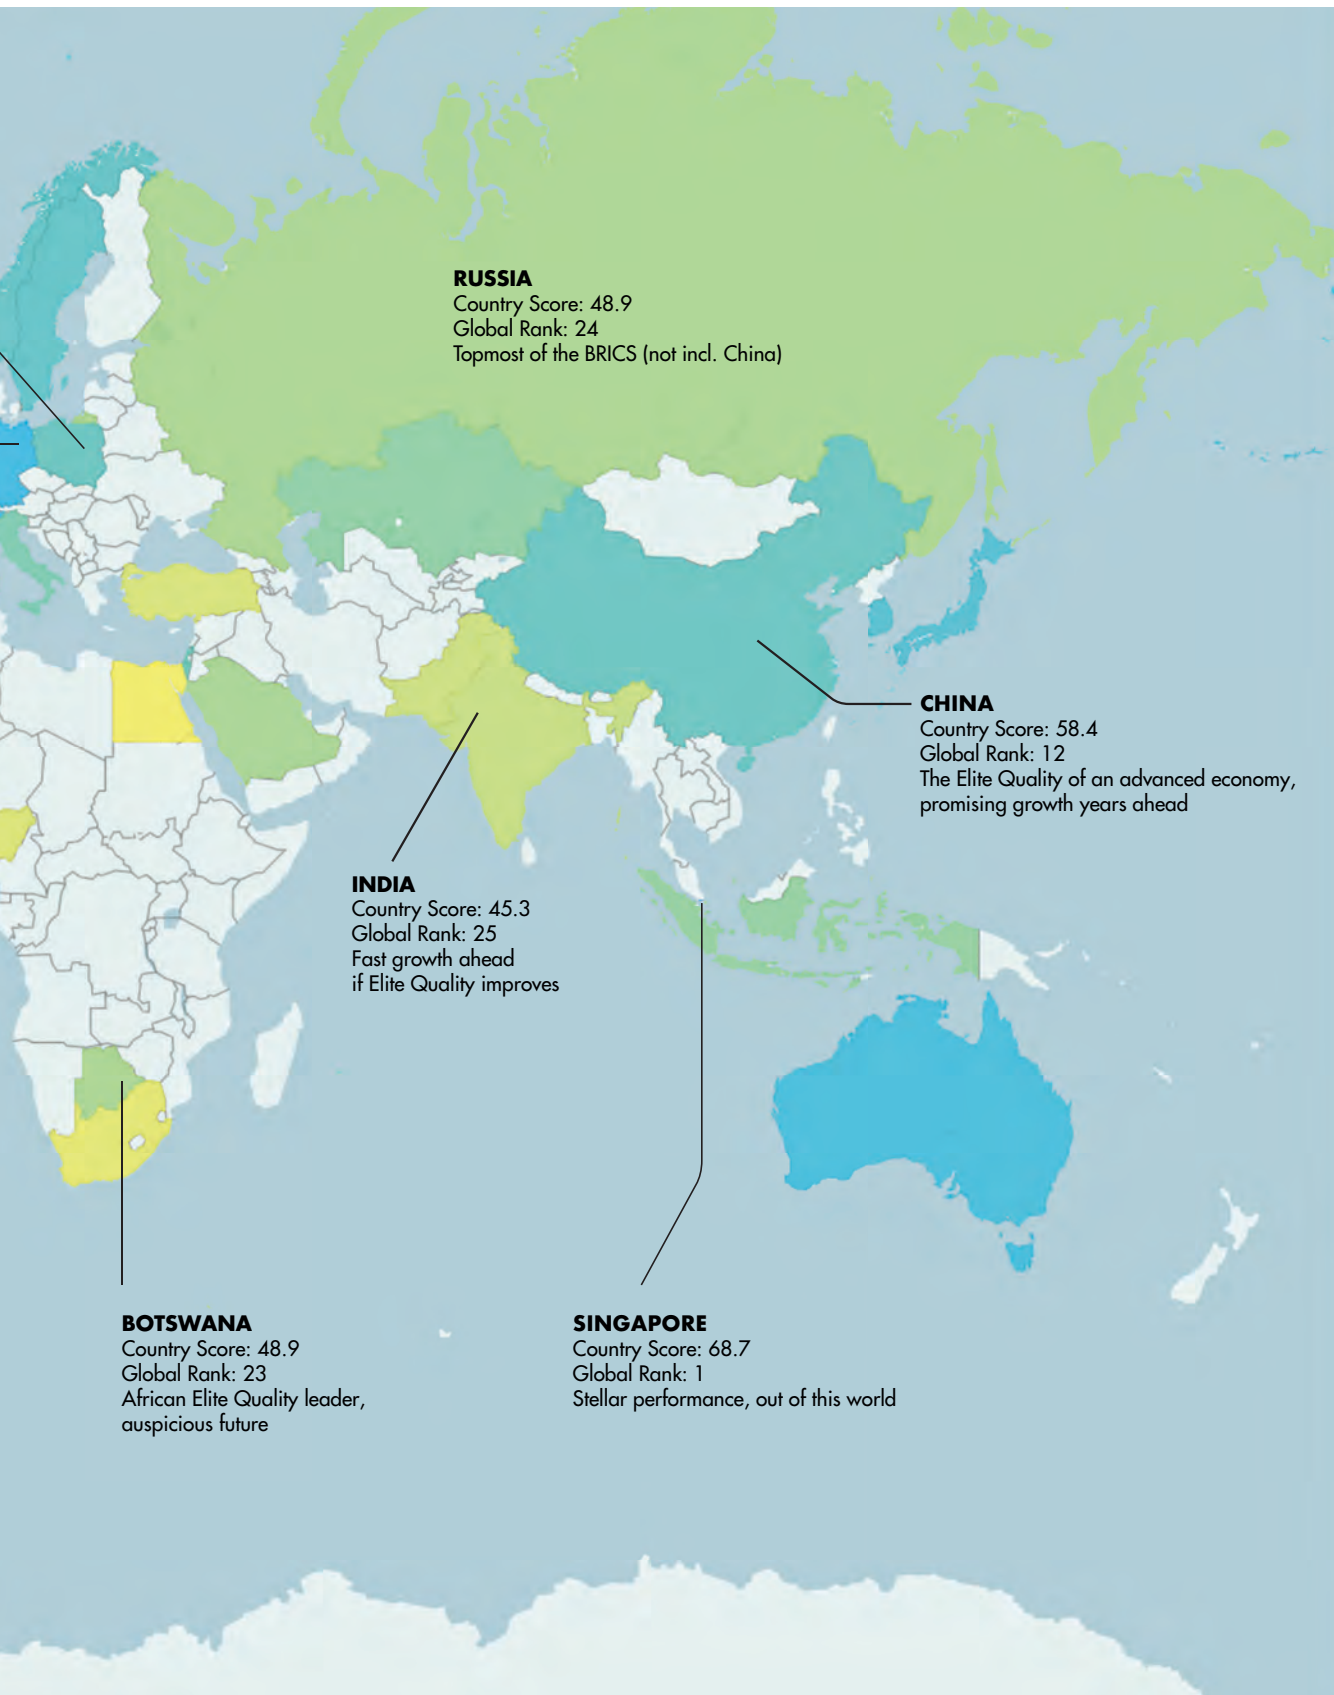 RUSSIA
Country Score: 48.9
Global Rank: 24
Topmost of the BRICS (not incl. China)
CHINA
Country Score: 58.4
Global Rank: 12
The Elite Quality of an advanced economy,
promising growth years ahead
INDIA
Country Score: 45.3
Global Rank: 25
Fast growth ahead
if Elite Quality improves
BOTSWANA
Country Score: 48.9
Global Rank: 23
African Elite Quality leader,
auspicious future
SINGAPORE
Country Score: 68.7
Global Rank: 1
Stellar performance, out of this world